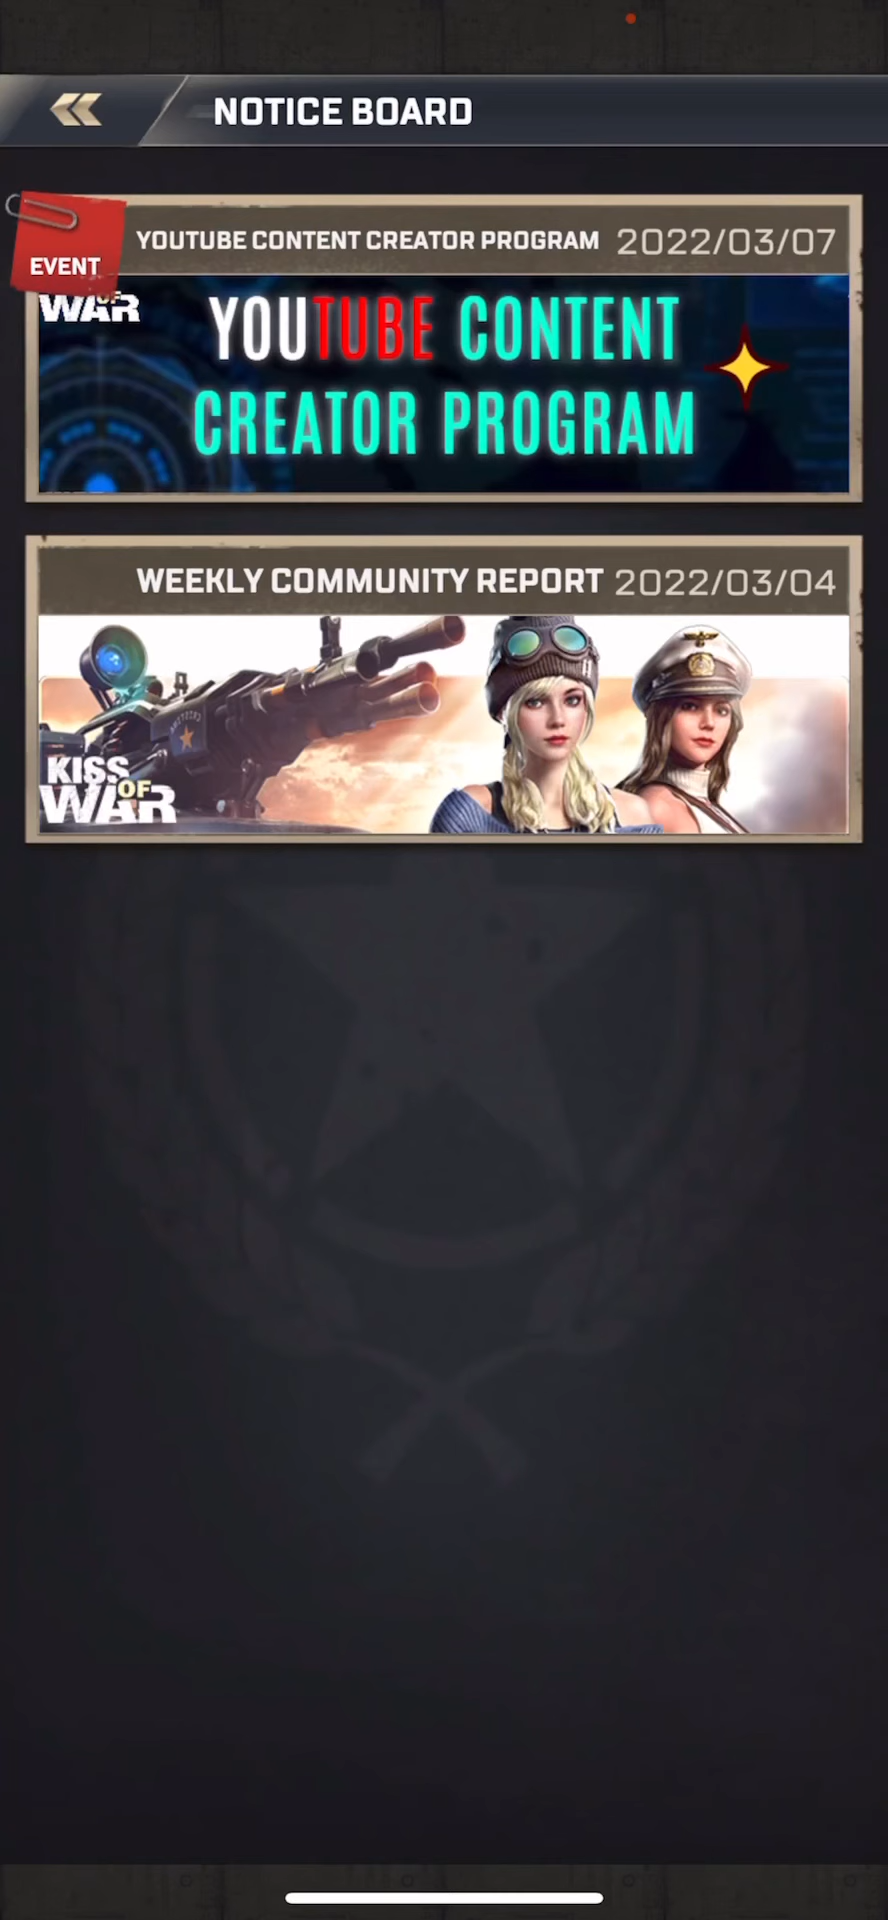 NOTICE BOARD
EVENT
YOUTUBE CONTENT CREATOR PROGRAM 2022/03/07
OF
WAR
YOUTUBE CONTENT
CREATOR PROGRAM
WEEKLY COMMUNITY REPORT 2022/03/04
KISS
OF
WAR